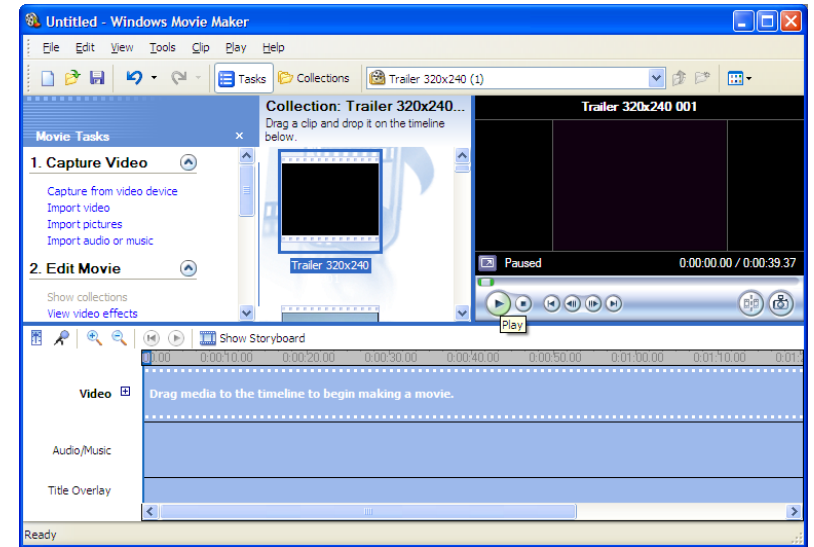 Untitled - Windows Movie Maker
File Edit View Tools Clip Play Help
Tasks Collections Trailer 320x240 (1)
Movie Tasks ×
1. Capture Video
Capture from video device
Import video
Import pictures
Import audio or music
2. Edit Movie
Show collections
View video effects
Collection: Trailer 320x240...
Drag a clip and drop it on the timeline
below.
Trailer 320x240
Trailer 320x240 001
Paused 0:00:00.00 / 0:00:39.37
Play
Show Storyboard
0:00:10.00 0:00:20.00 0:00:30.00 0:00:40.00 0:00:50.00 0:01:00.00 0:01:10.00
Video Drag media to the timeline to begin making a movie.
Audio/Music
Title Overlay
Ready